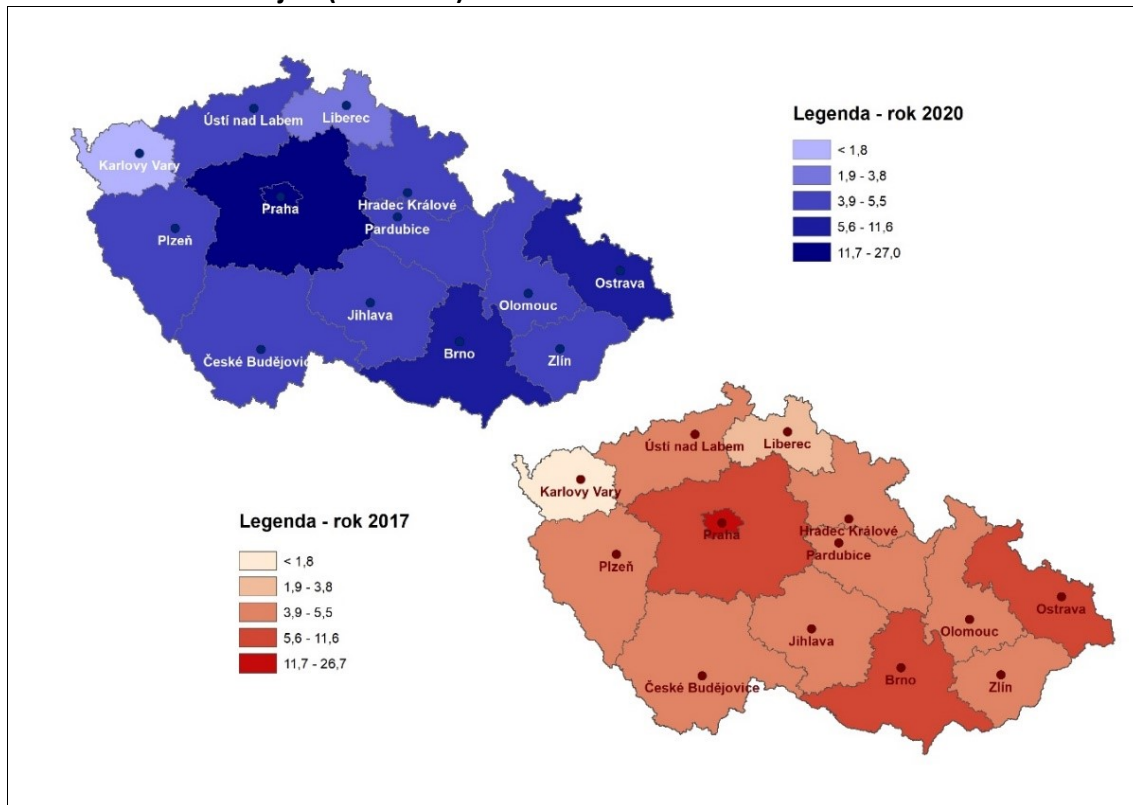 Ústí nad Labem
Liberec
Karlovy Vary
Praha
Hradec Králové
Pardubice
Plzeň
Ostrava
Olomouc
Jihlava
Brno
Zlín
České Budějovic
Legenda - rok 2020
< 1,8
1,9 - 3,8
3,9 - 5,5
5,6 - 11,6
11,7 - 27,0
Legenda - rok 2017
< 1,8
1,9 - 3,8
3,9 - 5,5
5,6 - 11,6
11,7 - 26,7
Ústí nad Labem
Liberec
Karlovy Vary
Praha
Hradec Králové
Pardubice
Plzeň
Ostrava
Olomouc
Jihlava
Brno
Zlín
České Budějovice